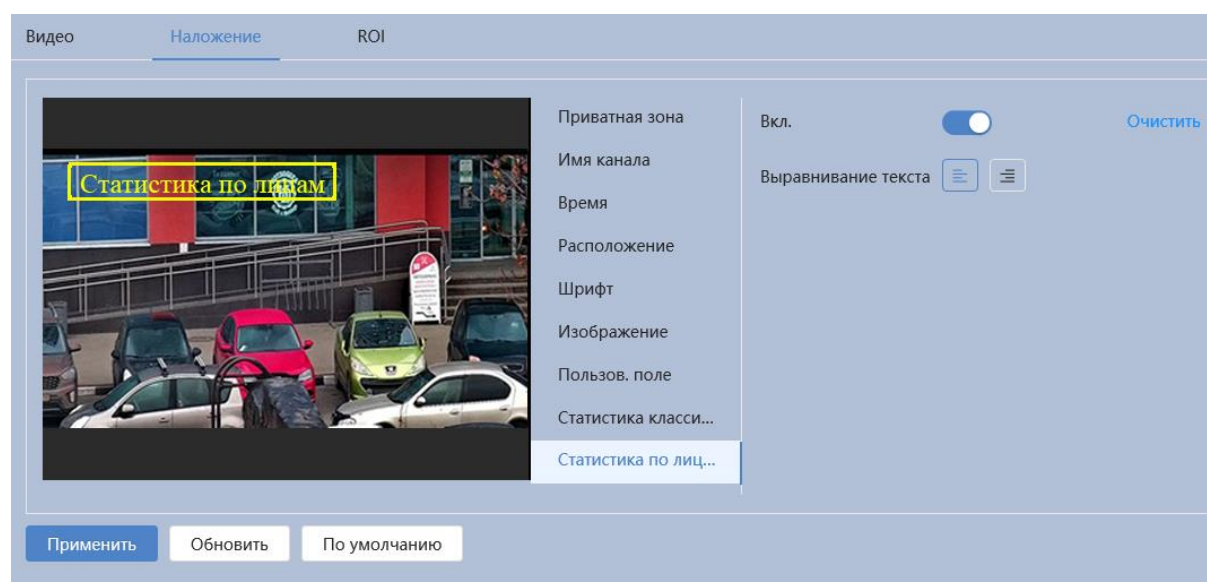 Видео
Наложение
ROI
Статистика по лицам
Приватная зона
Имя канала
Время
Расположение
Шрифт
Изображение
Пользов. поле
Статистика класси...
Статистика по лиц...
Вкл.
Очистить
Выравнивание текста
Применить
Обновить
По умолчанию